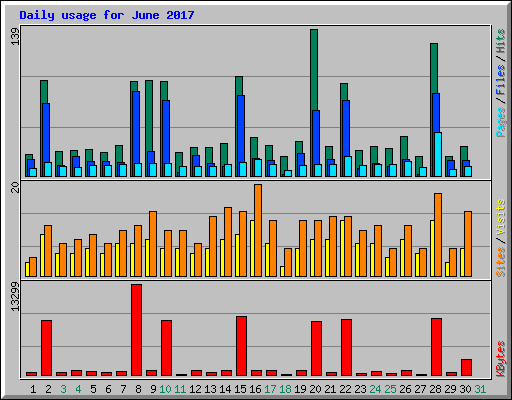 Daily usage for June 2017
139
20
13299
Pages / Files / Hits
Sites / Visits
KBytes
1 2 3 4 5 6 7 8 9 10 11 12 13 14 15 16 17 18 19 20 21 22 23 24 25 26 27 28 29 30 31